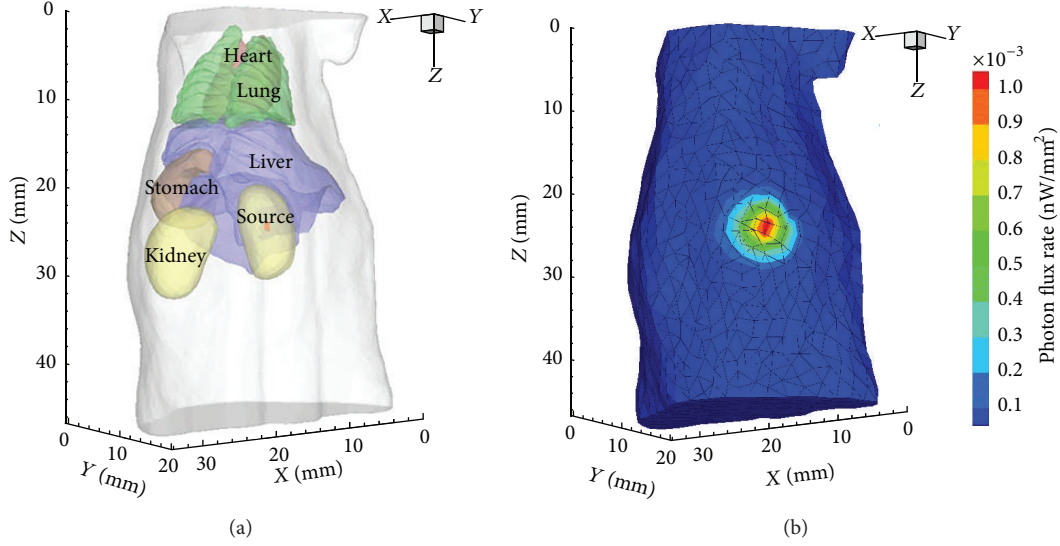 0
10
20
30
40
Z (mm)
X
Y
Z
Heart
Lung
Liver
Stomach
Source
Kidney
0
10
20
Y (mm)
30
20
10
0
X (mm)
(a)
0
10
20
30
40
Z (mm)
X
Y
Z
0
10
20
Y (mm)
30
20
10
0
X (mm)
×10⁻³
1.0
0.9
0.8
0.7
0.6
0.5
0.4
0.3
0.2
0.1
Photon flux rate (nW/mm²)
(b)